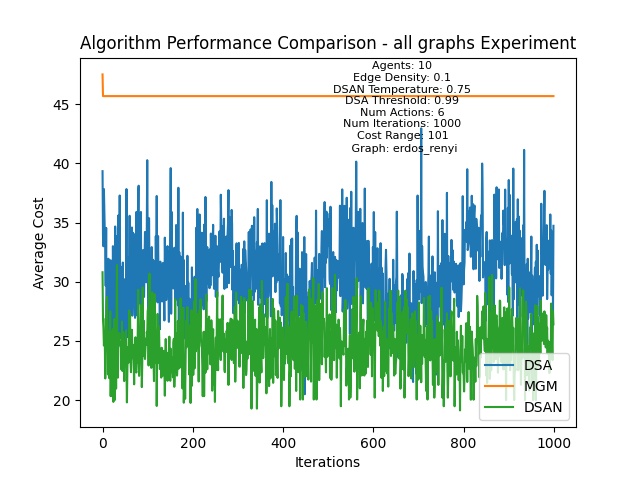 Algorithm Performance Comparison - all graphs Experiment
Agents: 10
Edge Density: 0.1
DSAN Temperature: 0.75
DSA Threshold: 0.99
Num Actions: 6
Num Iterations: 1000
Cost Range: 101
Graph: erdos_renyi
45
40
35
30
25
20
Average Cost
DSA
MGM
DSAN
0 200 400 600 800 1000
Iterations